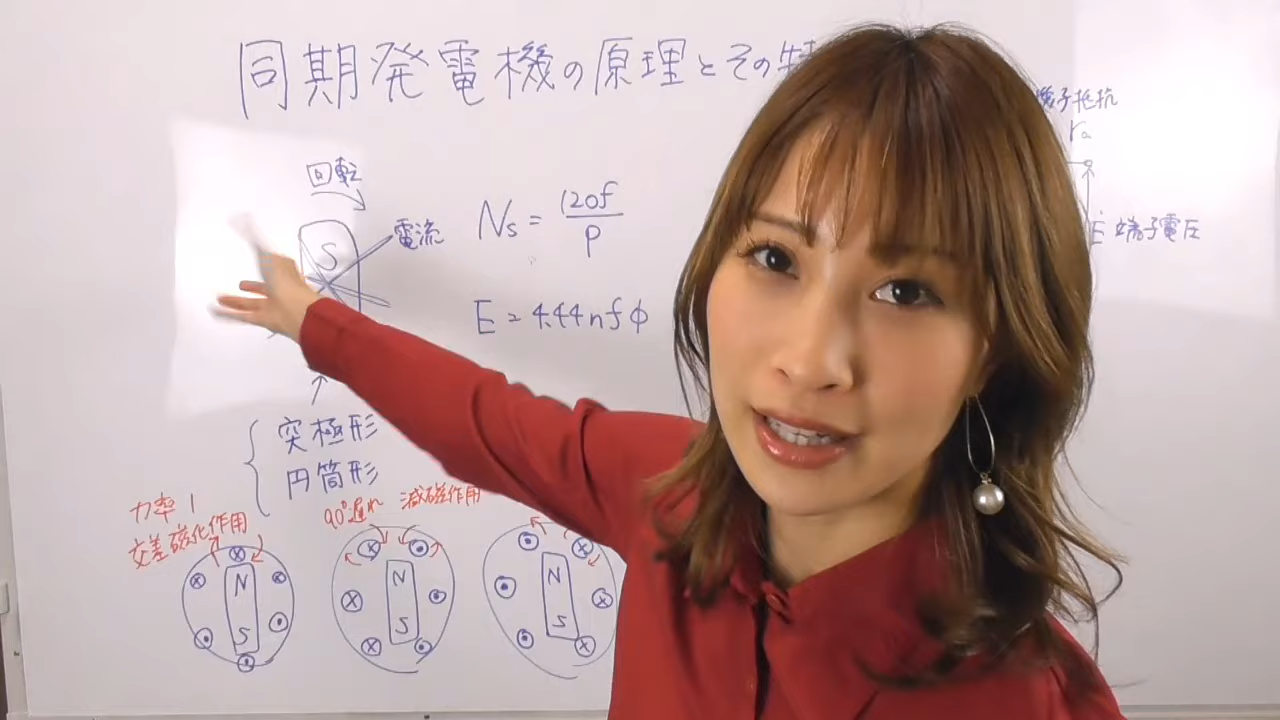 同期発電機の原理とその特
回転
電流
S
Ns = 120f/P
E = 4.44nfφ
子抵抗
ra
E 端子電圧
突極形
円筒形
力率1
交差磁化作用
90°遅れ 減磁作用
N
S
N
S
N
S